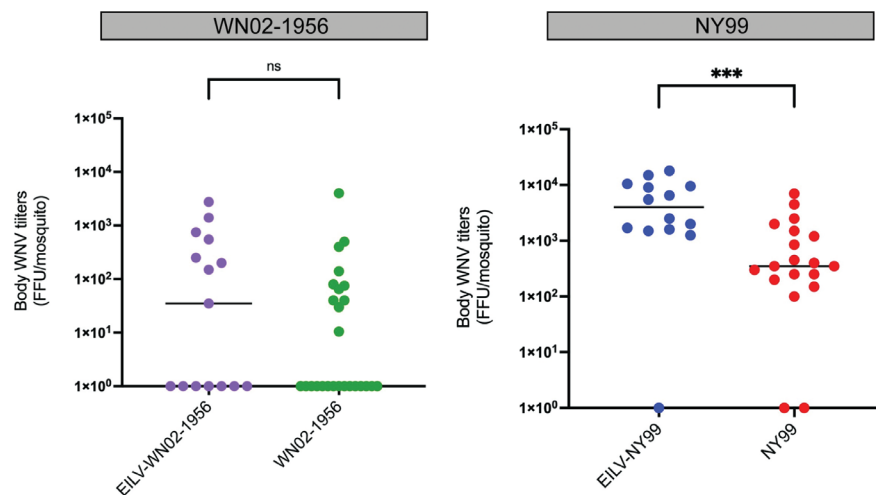 WN02-1956
ns
Body WNV tiiters
(FFU/mosquito)
1×10⁵
1×10⁴
1×10³
1×10²
1×10¹
1×10⁰
EILV-WN02-1956
WN02-1956
NY99
***
Body WNV titers
(FFU/mosquito)
1×10⁵
1×10⁴
1×10³
1×10²
1×10¹
1×10⁰
EILV-NY99
NY99